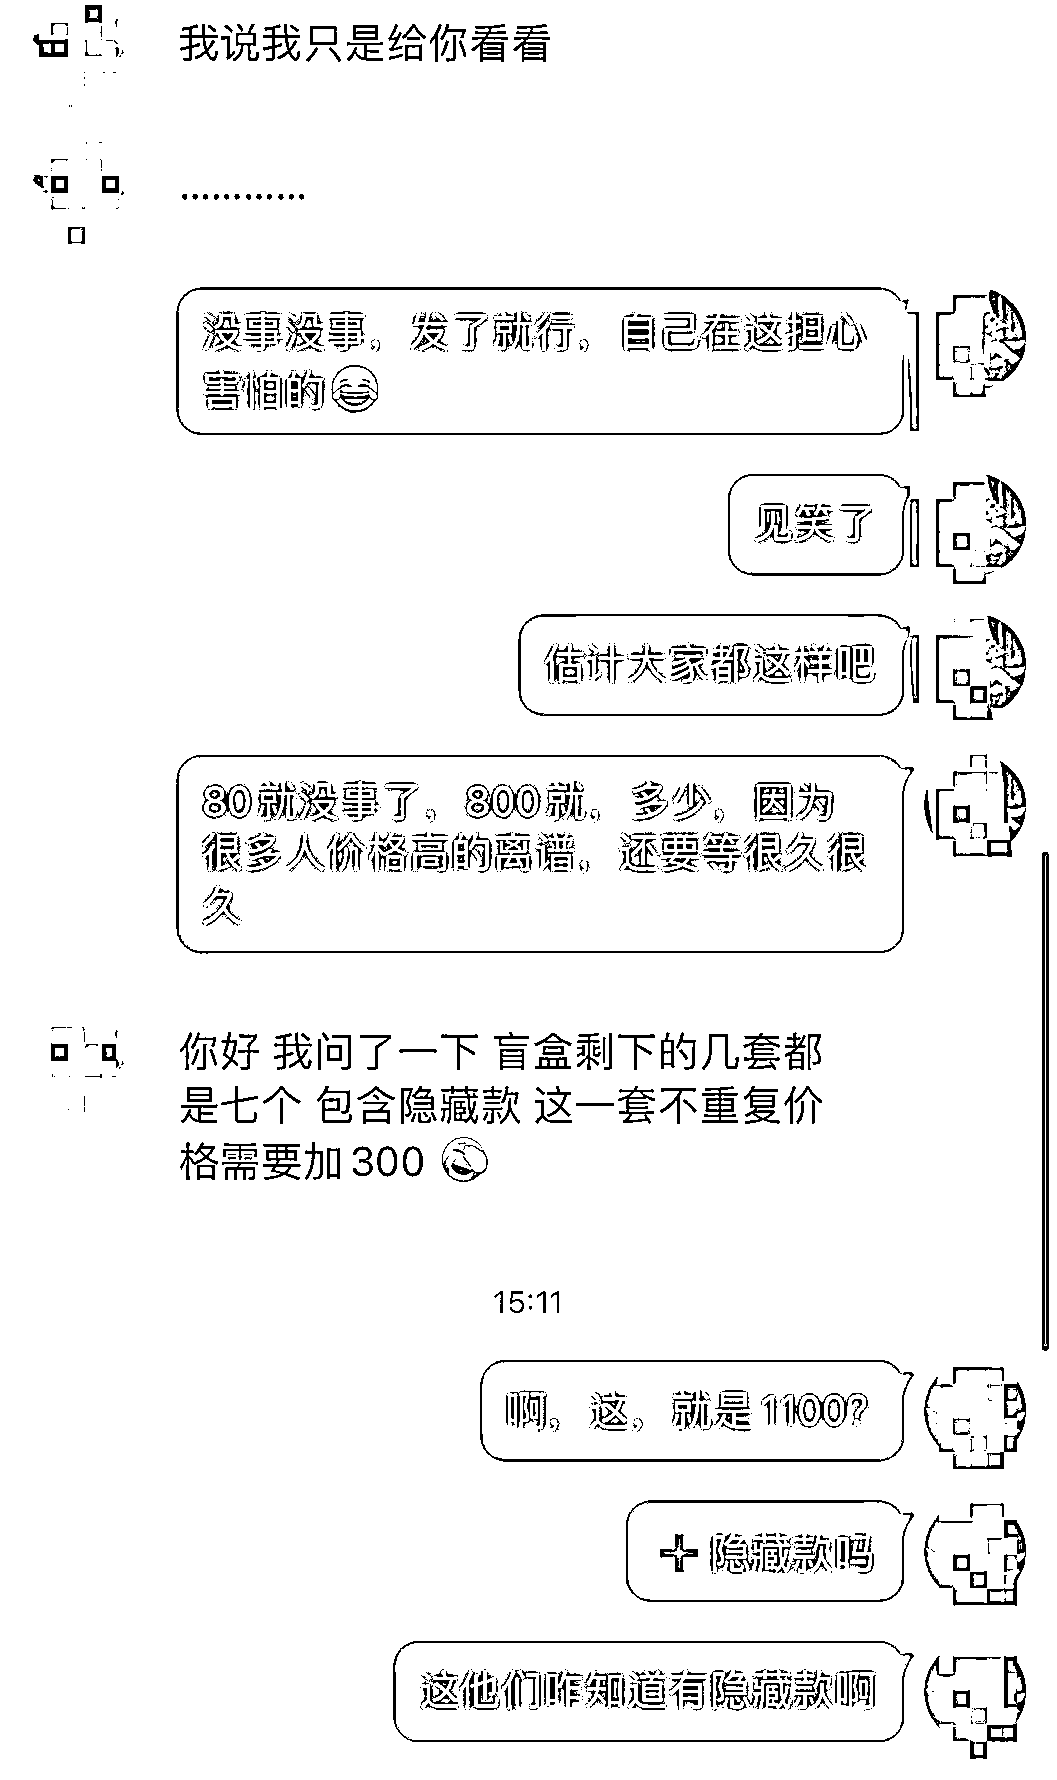 我说我只是给你看看
…………
没事没事，发了就行，自己在这担心
害怕的😂
见笑了
估计大家都这样吧
80就没事了，800就，多少，因为
很多人价格高的离谱，还要等很久很
久
你好 我问了一下 盲盒剩下的几套都
是七个 包含隐藏款 这一套不重复价
格需要加300
15:11
啊，这，就是1100？
➕隐藏款吗
这他们咋知道有隐藏款啊